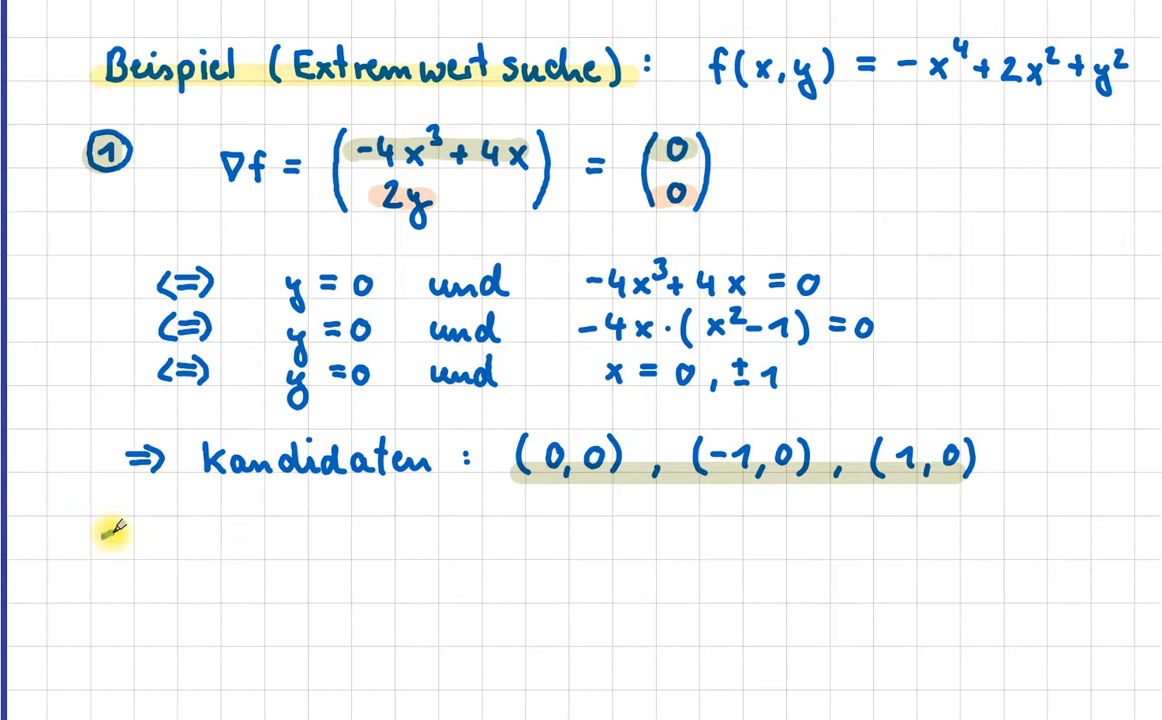 Beispiel (Extremwertsuche) : f(x,y) = -x⁴+2x²+y²
① ∇f = ( -4x³+4x ) = ( 0 )
2y 0
<=> y=0 und -4x³+4x = 0
<=> y=0 und -4x·(x²-1) = 0
<=> y=0 und x = 0, ±1
=> Kandidaten : (0,0) , (-1,0) , (1,0)